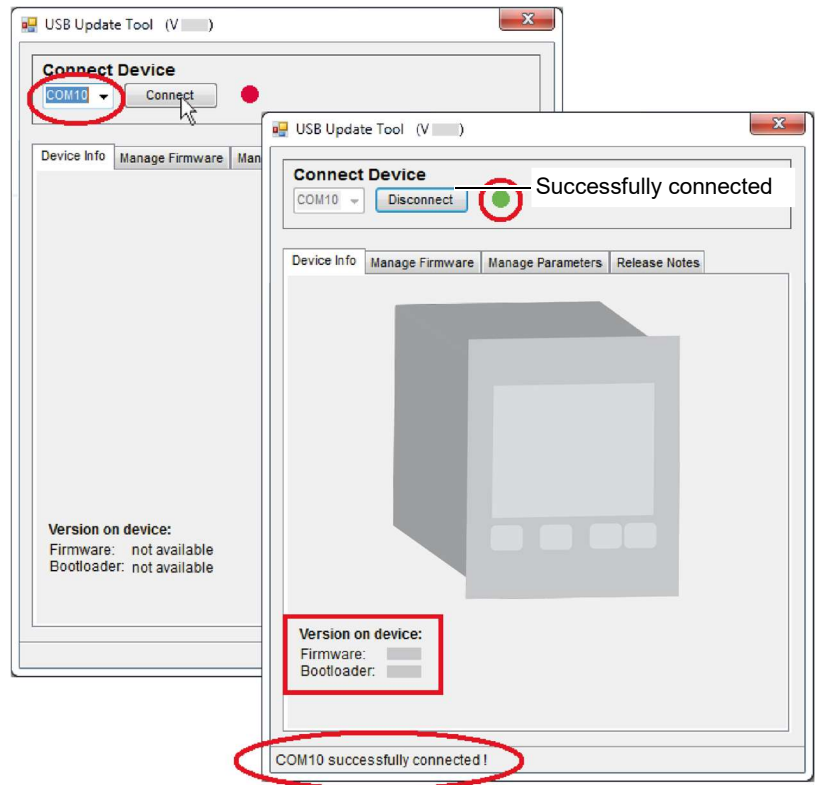 USB Update Tool (V )
Connect Device
COM10 Connect
Device Info Manage Firmware Man
Version on device:
Firmware: not available
Bootloader: not available
USB Update Tool (V )
Connect Device
COM10 Disconnect Successfully connected
Device Info Manage Firmware Manage Parameters Release Notes
Version on device:
Firmware:
Bootloader:
COM10 successfully connected !